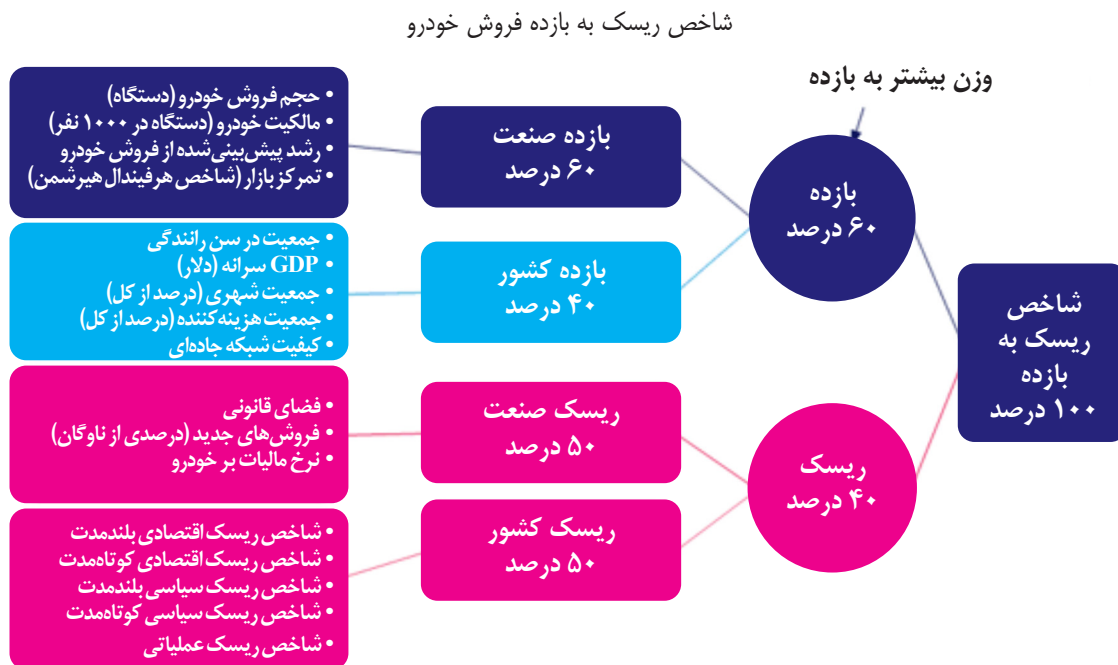 شاخص ریسک به بازده فروش خودرو
وزن بیشتر به بازده
شاخص
ریسک به
بازده
۱۰۰ درصد
بازده
۶۰ درصد
بازده صنعت
۶۰ درصد
• حجم فروش خودرو (دستگاه)
• مالکیت خودرو (دستگاه در ۱۰۰۰ نفر)
• رشد پیش‌بینی‌شده از فروش خودرو
• تمرکز بازار (شاخص هرفیندال هیرشمن)
بازده کشور
۴۰ درصد
• جمعیت در سن رانندگی
• GDP سرانه (دلار)
• جمعیت شهری (درصد از کل)
• جمعیت هزینه‌کننده (درصد از کل)
• کیفیت شبکه جاده‌ای
ریسک
۴۰ درصد
ریسک صنعت
۵۰ درصد
• فضای قانونی
• فروش‌های جدید (درصدی از ناوگان)
• نرخ مالیات بر خودرو
ریسک کشور
۵۰ درصد
• شاخص ریسک اقتصادی بلندمدت
• شاخص ریسک اقتصادی کوتاه‌مدت
• شاخص ریسک سیاسی بلندمدت
• شاخص ریسک سیاسی کوتاه‌مدت
• شاخص ریسک عملیاتی